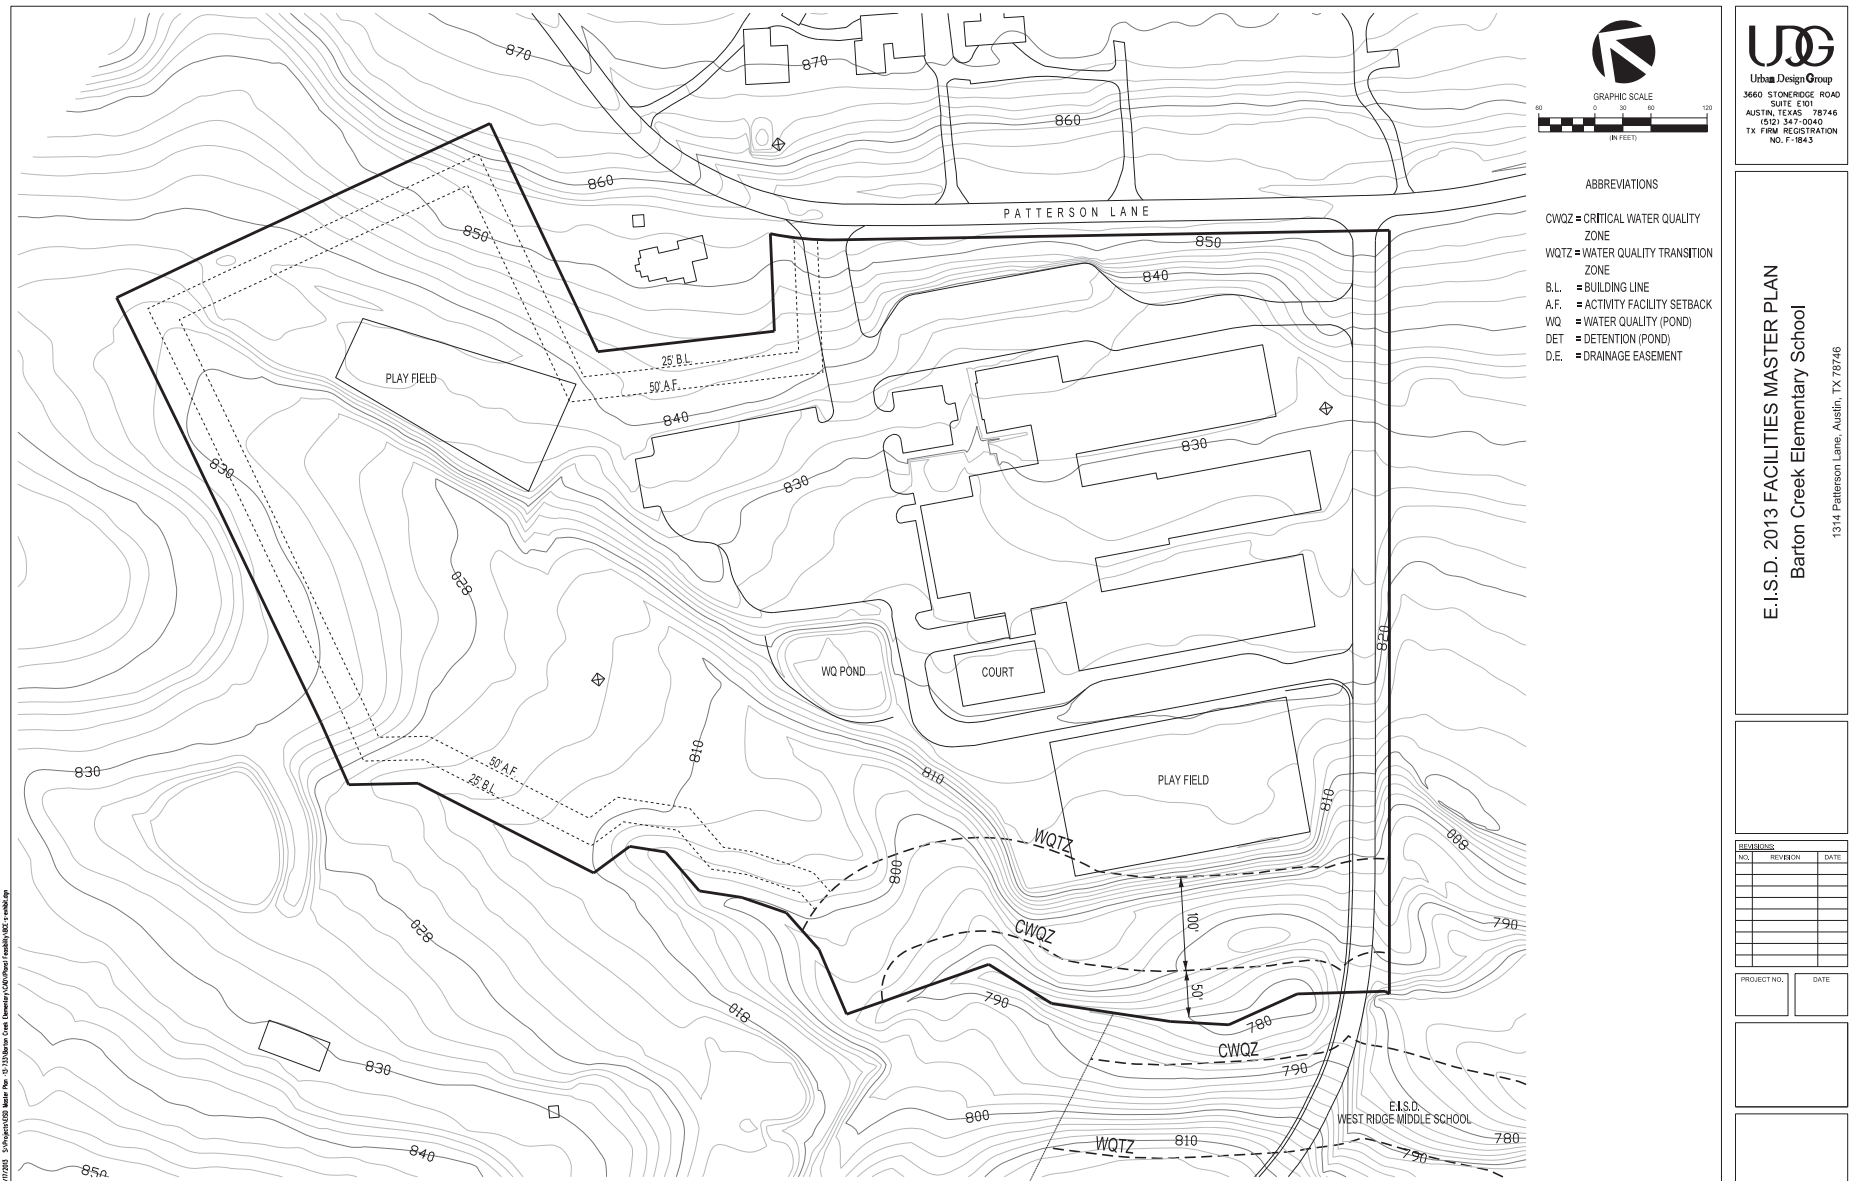 870
870
860
860
850
PATTERSON LANE
850
840
PLAY FIELD
25' B.L.
50' A.F.
840
830
830
830
820
820
WQ POND
COURT
810
50' A.F.
25' B.L.
830
810
PLAY FIELD
810
WQTZ
800
800
CWQZ
100'
790
50'
820
810
790
780
CWQZ
790
830
800
E.I.S.D.
WEST RIDGE MIDDLE SCHOOL
WQTZ
810
780
790
840
850
GRAPHIC SCALE
60 0 30 60 120
(IN FEET)
ABBREVIATIONS
CWQZ = CRITICAL WATER QUALITY
ZONE
WQTZ = WATER QUALITY TRANSITION
ZONE
B.L. = BUILDING LINE
A.F. = ACTIVITY FACILITY SETBACK
WQ = WATER QUALITY (POND)
DET = DETENTION (POND)
D.E. = DRAINAGE EASEMENT
UDG
Urban Design Group
3660 STONERIDGE ROAD
SUITE E101
AUSTIN, TEXAS 78746
(512) 347-0040
TX FIRM REGISTRATION
NO. F-1843
E.I.S.D. 2013 FACILITIES MASTER PLAN
Barton Creek Elementary School
1314 Patterson Lane, Austin, TX 78746
REVISIONS:
NO. REVISION DATE
PROJECT NO. DATE